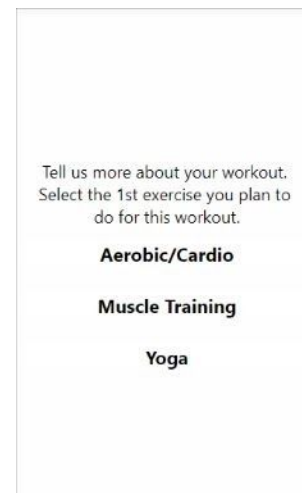 Tell us more about your workout.
Select the 1st exercise you plan to
do for this workout.
Aerobic/Cardio
Muscle Training
Yoga